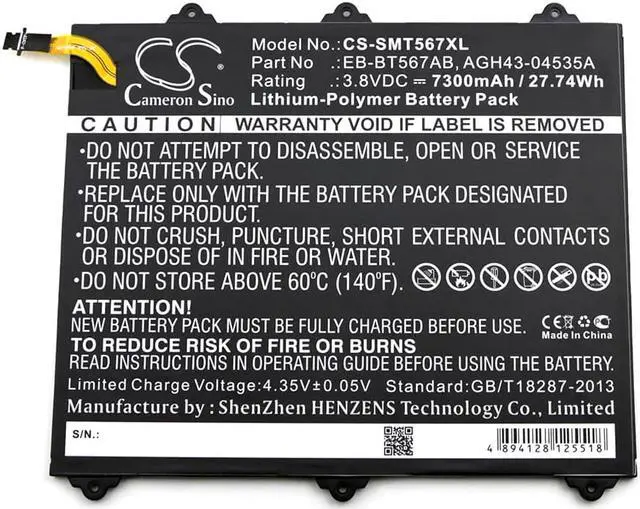 CS
Cameron Sino
Model No.:CS-SMT567XL
Part No. :EB-BT567AB, AGH43-04535A
Rating :3.8VDC ⎓ 7300mAh / 27.74Wh
Lithium-Polymer Battery Pack
CAUTION WARRANTY VOID IF LABEL IS REMOVED
•DO NOT ATTEMPT TO DISASSEMBLE, OPEN OR SERVICE
THE BATTERY PACK.
•REPLACE ONLY WITH THE BATTERY PACK DESIGNATED
FOR THIS PRODUCT.
•DO NOT CRUSH, PUNCTURE, SHORT EXTERNAL CONTACTS
OR DISPOSE OF IN FIRE OR WATER.
•DO NOT STORE ABOVE 60°C (140°F).
Pb
ATTENTION!
NEW BATTERY PACK MUST BE FULLY CHARGED BEFORE USE.
CE
Made In China
TO REDUCE RISK OF FIRE OR BURNS
READ INSTRUCTIONS IN OPERATING GUIDE BEFORE INSTALLATION.
Limited Charge Voltage:4.35V±0.05V Standard:GB/T18287-2013
Manufacture by : ShenZhen HENZENS Technology Co., Limited
S/N.:
4 894128 125518